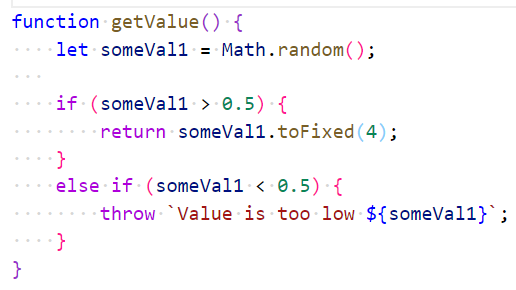 function getValue() {
    let someVal1 = Math.random();

    if (someVal1 > 0.5) {
        return someVal1.toFixed(4);
    }
    else if (someVal1 < 0.5) {
        throw `Value is too low ${someVal1}`;
    }
}